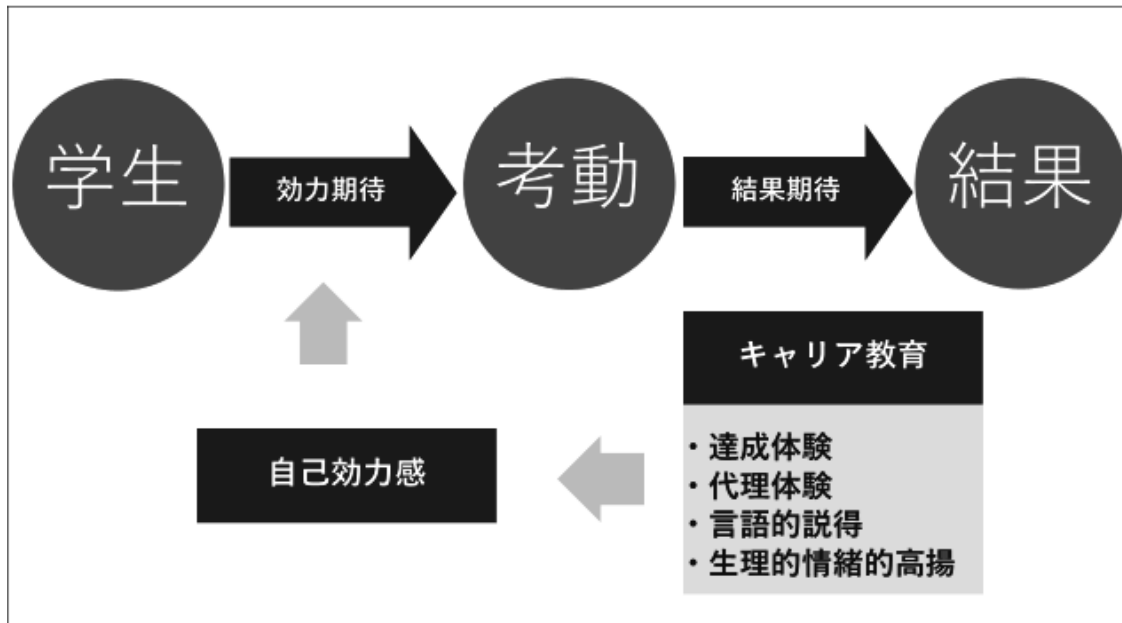 学生
効力期待
考動
結果期待
結果
キャリア教育
・達成体験
・代理体験
・言語的説得
・生理的情緒的高揚
自己効力感